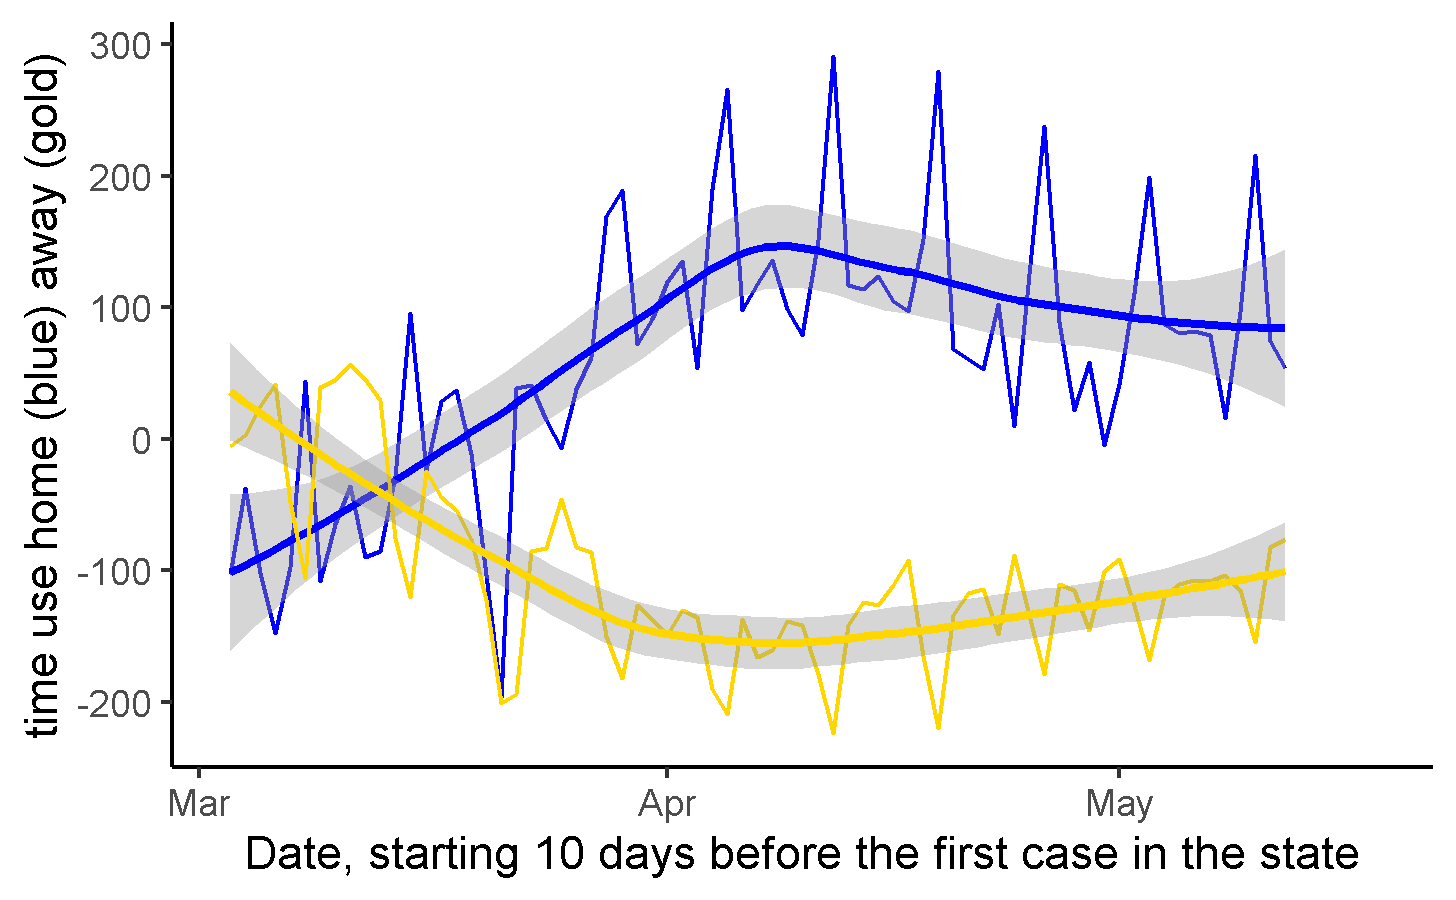 time use home (blue) away (gold)
300
200
100
0
-100
-200
Mar
Apr
May
Date, starting 10 days before the first case in the state